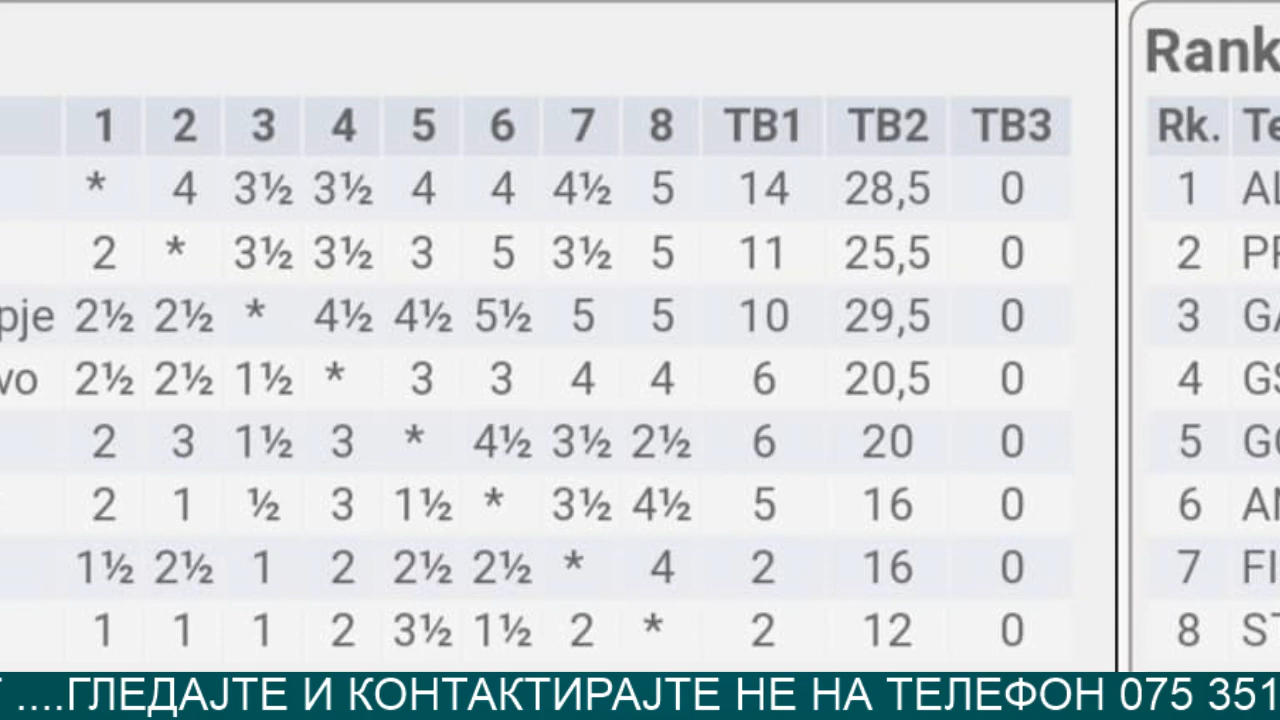 1 2 3 4 5 6 7 8 TB1 TB2 TB3
* 4 3½ 3½ 4 4 4½ 5 14 28,5 0
2 * 3½ 3½ 3 5 3½ 5 11 25,5 0
pje 2½ 2½ * 4½ 4½ 5½ 5 5 10 29,5 0
vo 2½ 2½ 1½ * 3 3 4 4 6 20,5 0
2 3 1½ 3 * 4½ 3½ 2½ 6 20 0
2 1 ½ 3 1½ * 3½ 4½ 5 16 0
1½ 2½ 1 2 2½ 2½ * 4 2 16 0
1 1 1 2 3½ 1½ 2 * 2 12 0
Rank
Rk. Te
1 AL
2 PR
3 GA
4 GS
5 GO
6 AN
7 FI
8 ST
....ГЛЕДАЈТЕ И КОНТАКТИРАЈТЕ НЕ НА ТЕЛЕФОН 075 351